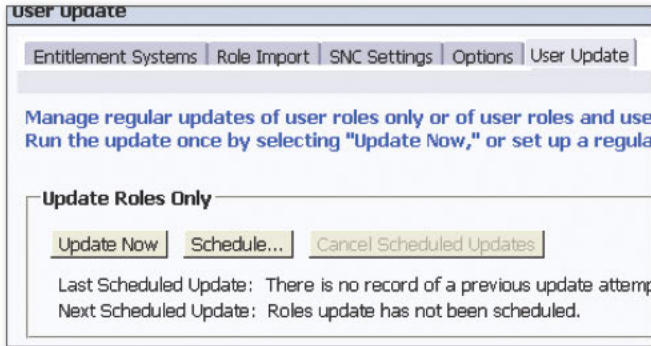 User Update
Entitlement Systems Role Import SNC Settings Options User Update
Manage regular updates of user roles only or of user roles and use
Run the update once by selecting "Update Now," or set up a regula
Update Roles Only
Update Now Schedule... Cancel Scheduled Updates
Last Scheduled Update: There is no record of a previous update attemp
Next Scheduled Update: Roles update has not been scheduled.